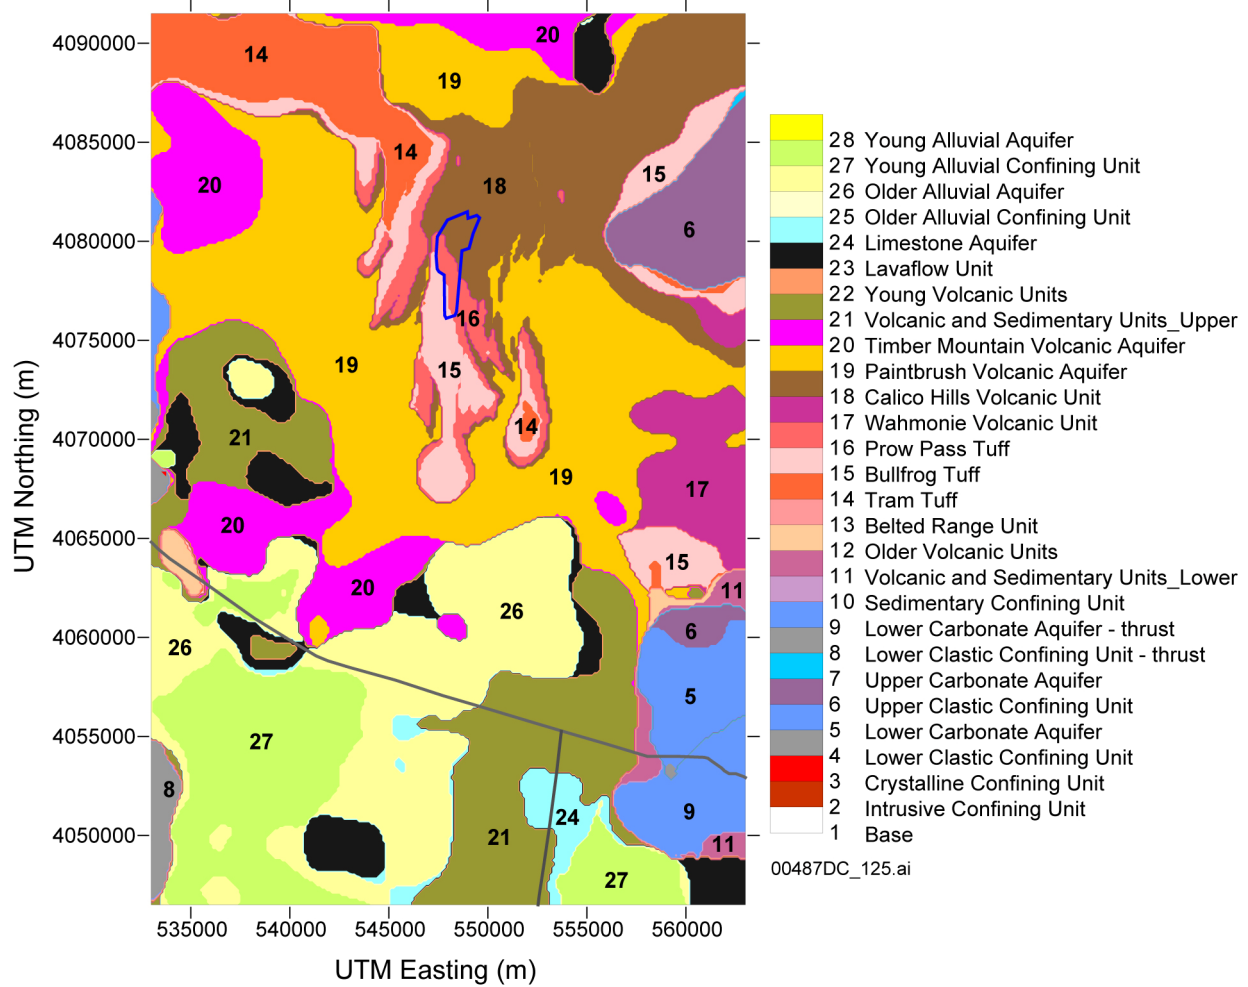 4090000
4085000
4080000
4075000
4070000
4065000
4060000
4055000
4050000
UTM Northing (m)
535000 540000 545000 550000 555000 560000
UTM Easting (m)
20
14
19
14
15
20
18
6
16
19
15
14
21
19
17
20
15
20
11
26
6
26
5
27
8
9
24
21
11
27
28 Young Alluvial Aquifer
27 Young Alluvial Confining Unit
26 Older Alluvial Aquifer
25 Older Alluvial Confining Unit
24 Limestone Aquifer
23 Lavaflow Unit
22 Young Volcanic Units
21 Volcanic and Sedimentary Units_Upper
20 Timber Mountain Volcanic Aquifer
19 Paintbrush Volcanic Aquifer
18 Calico Hills Volcanic Unit
17 Wahmonie Volcanic Unit
16 Prow Pass Tuff
15 Bullfrog Tuff
14 Tram Tuff
13 Belted Range Unit
12 Older Volcanic Units
11 Volcanic and Sedimentary Units_Lower
10 Sedimentary Confining Unit
9 Lower Carbonate Aquifer - thrust
8 Lower Clastic Confining Unit - thrust
7 Upper Carbonate Aquifer
6 Upper Clastic Confining Unit
5 Lower Carbonate Aquifer
4 Lower Clastic Confining Unit
3 Crystalline Confining Unit
2 Intrusive Confining Unit
1 Base
00487DC_125.ai